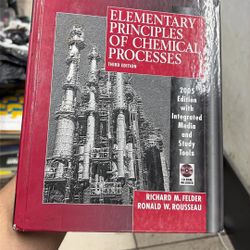 ELEMENTARY
PRINCIPLES
OF CHEMICAL
PROCESSES
THIRD EDITION
2005
Edition with
Integrated
Media and
Study
Tools
RICHARD M. FELDER
RONALD W. ROUSSEAU